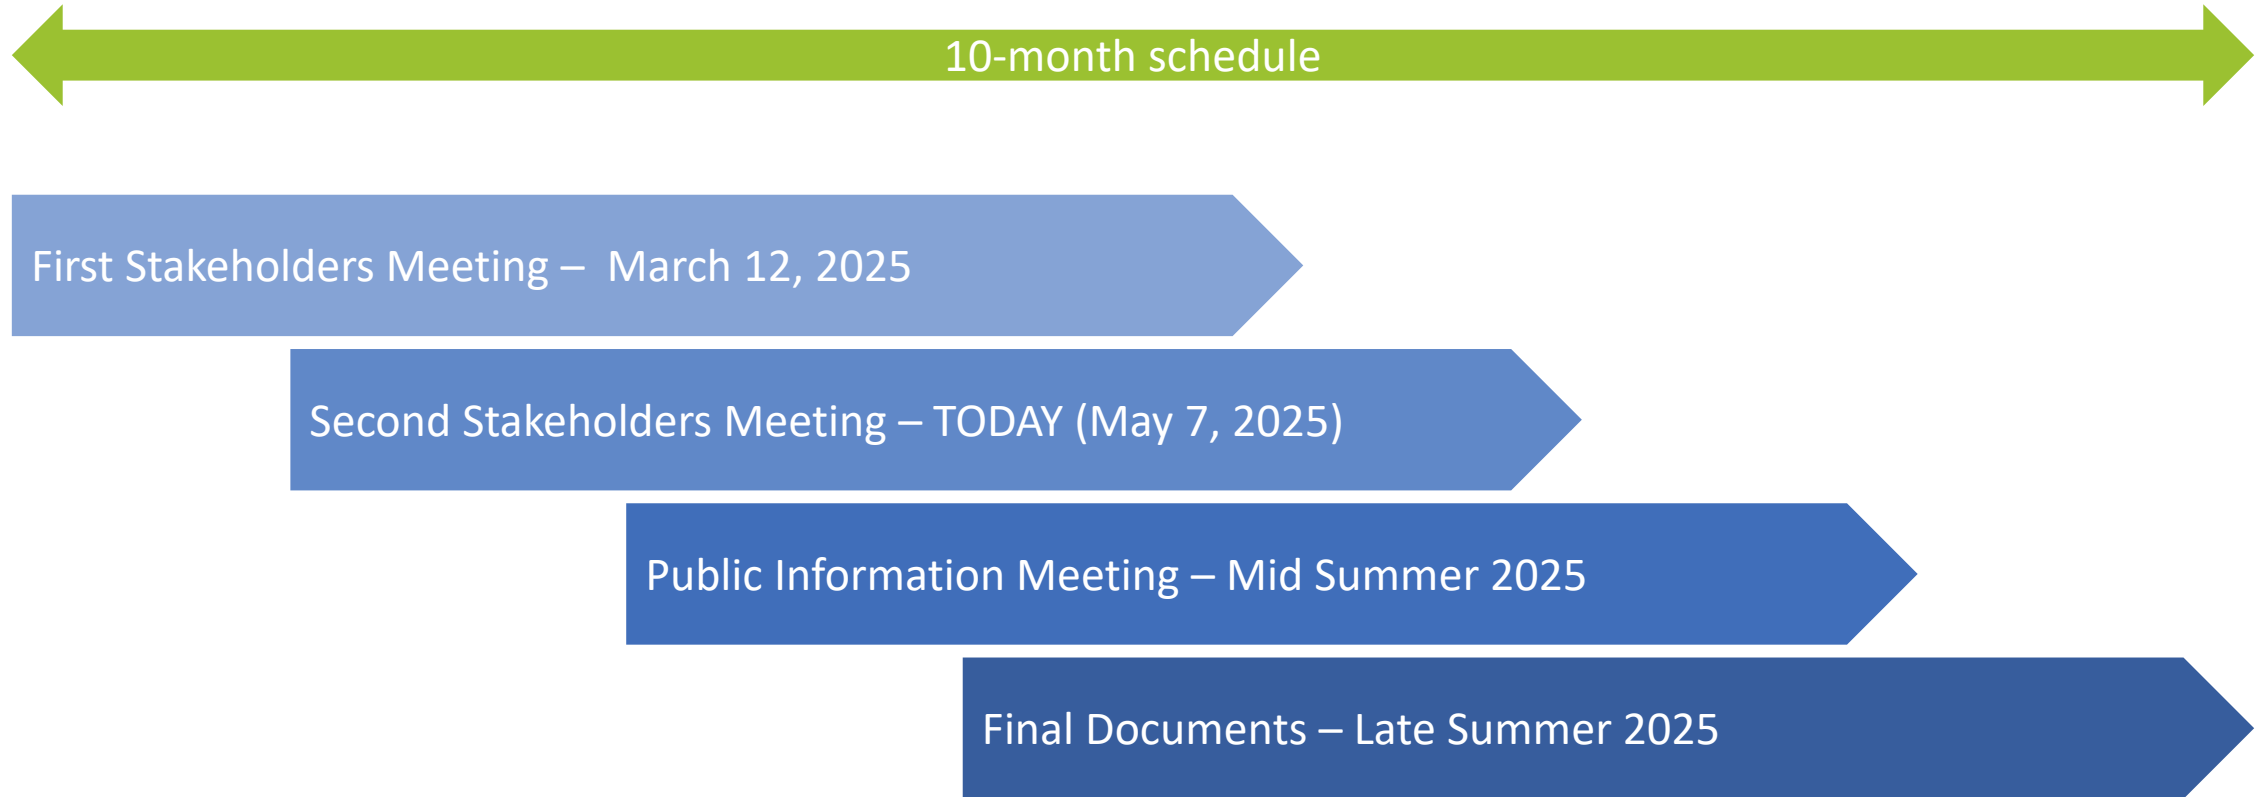 10-month schedule
First Stakeholders Meeting –  March 12, 2025
Second Stakeholders Meeting – TODAY (May 7, 2025)
Public Information Meeting – Mid Summer 2025
Final Documents – Late Summer 2025